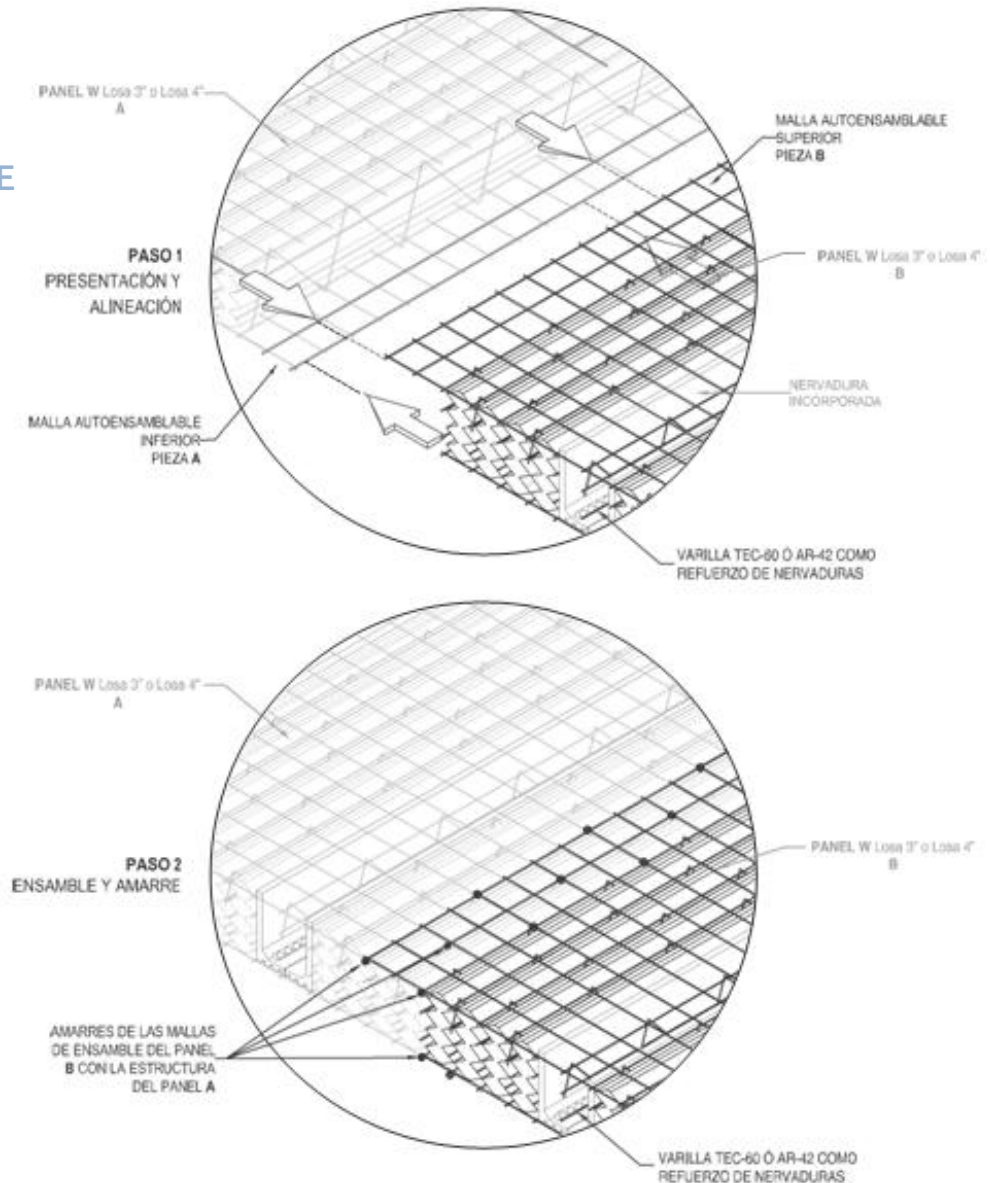 PANEL W Losa 3" o Losa 4"
A
MALLA AUTOENSAMBLABLE
SUPERIOR
PIEZA B
E
PASO 1
PRESENTACIÓN Y
ALINEACIÓN
PANEL W Losa 3" o Losa 4"
B
NERVADURA
INCORPORADA
MALLA AUTOENSAMBLABLE
INFERIOR
PIEZA A
VARILLA TEC-60 Ó AR-42 COMO
REFUERZO DE NERVADURAS
PANEL W Losa 3" o Losa 4"
A
PASO 2
ENSAMBLE Y AMARRE
PANEL W Losa 3" o Losa 4"
B
AMARRES DE LAS MALLAS
DE ENSAMBLE DEL PANEL
B CON LA ESTRUCTURA
DEL PANEL A
VARILLA TEC-60 Ó AR-42 COMO
REFUERZO DE NERVADURAS